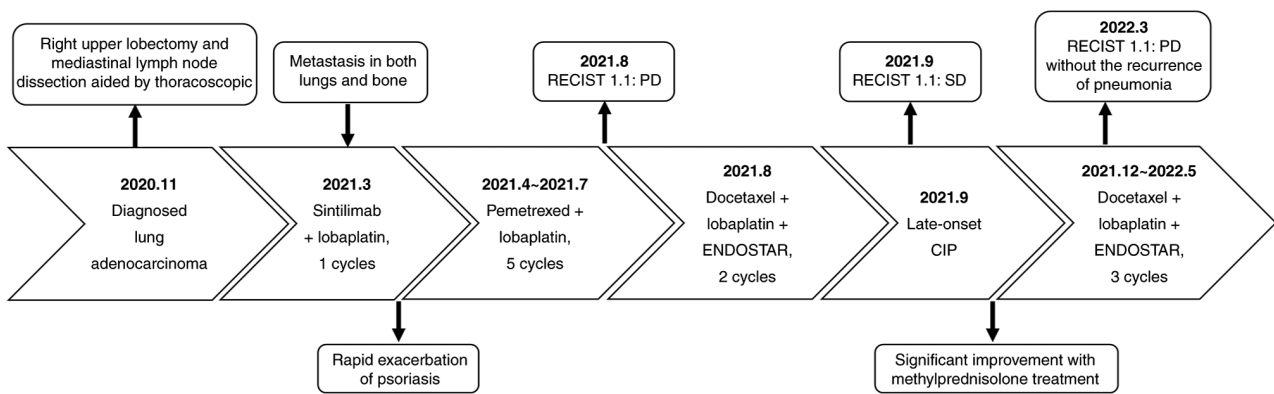 Right upper lobectomy and
mediastinal lymph node
dissection aided by thoracoscopic
Metastasis in both
lungs and bone
2021.8
RECIST 1.1: PD
2021.9
RECIST 1.1: SD
2022.3
RECIST 1.1: PD
without the recurrence
of pneumonia
2020.11
Diagnosed
lung
adenocarcinoma
2021.3
Sintilimab
+ lobaplatin,
1 cycles
2021.4~2021.7
Pemetrexed +
lobaplatin,
5 cycles
2021.8
Docetaxel +
lobaplatin +
ENDOSTAR,
2 cycles
2021.9
Late-onset
CIP
2021.12~2022.5
Docetaxel +
lobaplatin +
ENDOSTAR,
3 cycles
Rapid exacerbation
of psoriasis
Significant improvement with
methylprednisolone treatment